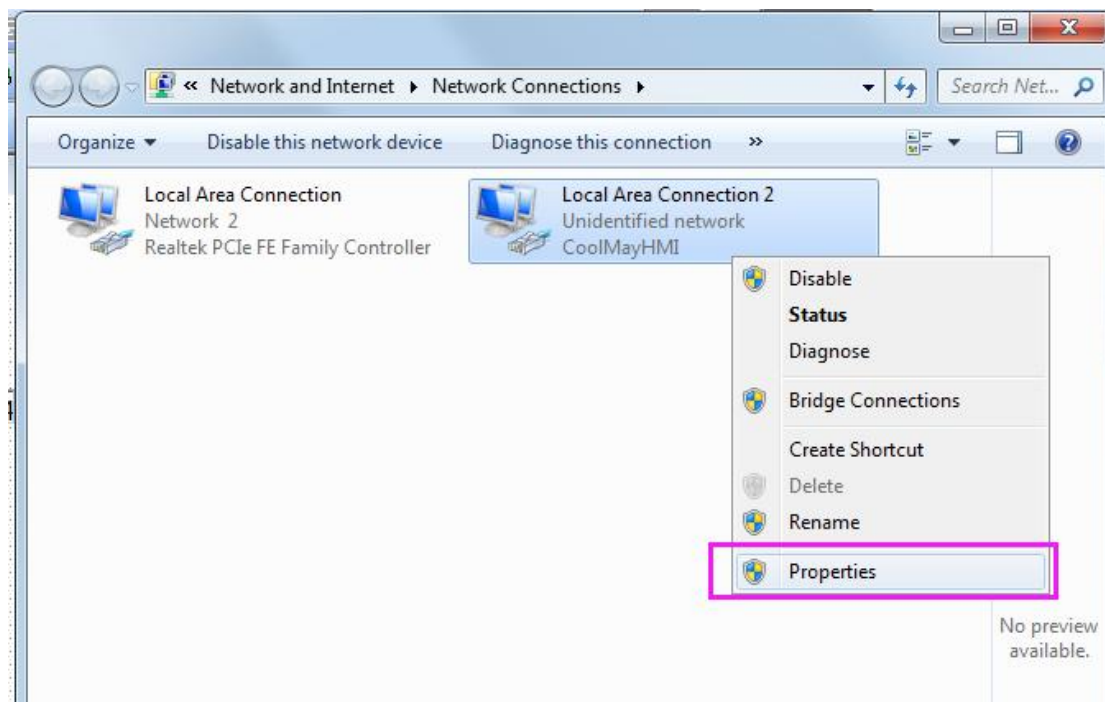 « Network and Internet ▸ Network Connections ▸ Search Net...
Organize ▾ Disable this network device Diagnose this connection »
Local Area Connection
Network 2
Realtek PCIe FE Family Controller
Local Area Connection 2
Unidentified network
CoolMayHMI
Disable
Status
Diagnose
Bridge Connections
Create Shortcut
Delete
Rename
Properties
No preview
available.